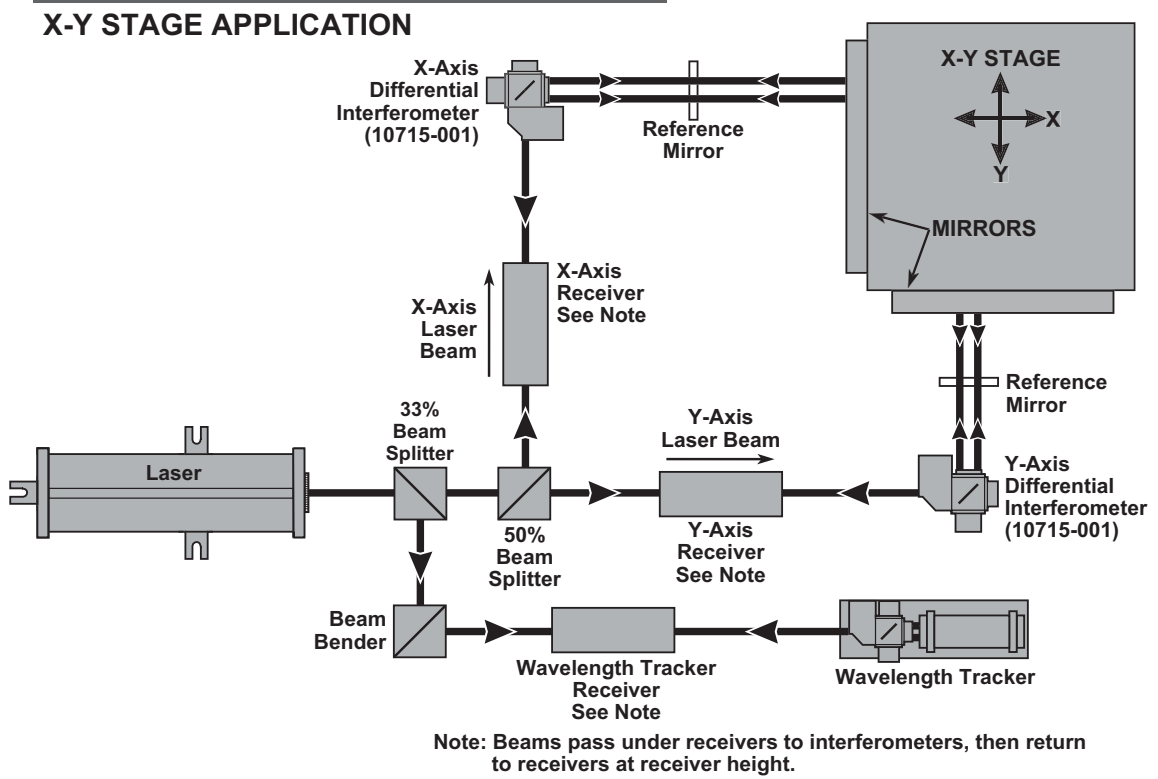 X-Y STAGE APPLICATION
X-Axis
Differential
Interferometer
(10715-001)
Reference
Mirror
X-Y STAGE
X
Y
MIRRORS
X-Axis
Laser
Beam
X-Axis
Receiver
See Note
Reference
Mirror
Laser
33%
Beam
Splitter
Y-Axis
Laser Beam
50%
Beam
Splitter
Y-Axis
Receiver
See Note
Y-Axis
Differential
Interferometer
(10715-001)
Beam
Bender
Wavelength Tracker
Receiver
See Note
Wavelength Tracker
Note: Beams pass under receivers to interferometers, then return
to receivers at receiver height.